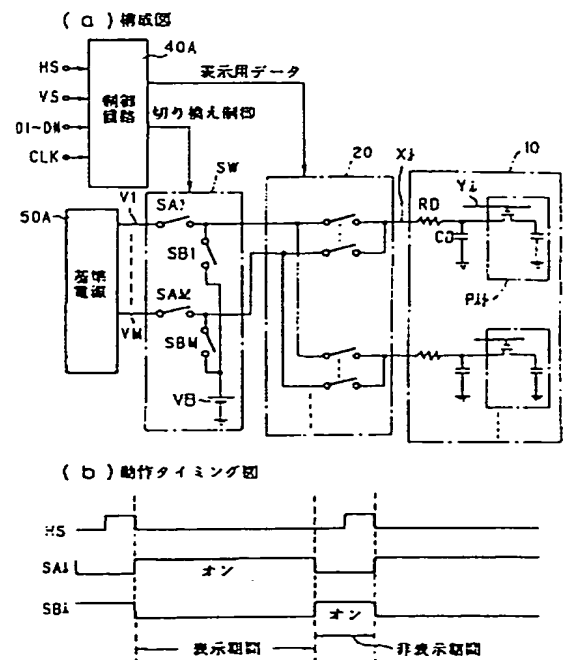 (a) 構成図
40A
HS
VS
D1~DN
CLK
制御
回路
表示用データ
切り換え制御
SW
20
Xj
10
50A
基準
電源
V1
VM
SA1
SB1
SAM
SBM
VB
RD
CD
Yi
Pij
(b) 動作タイミング図
HS
SAi
オン
SBi
オン
表示期間
非表示期間